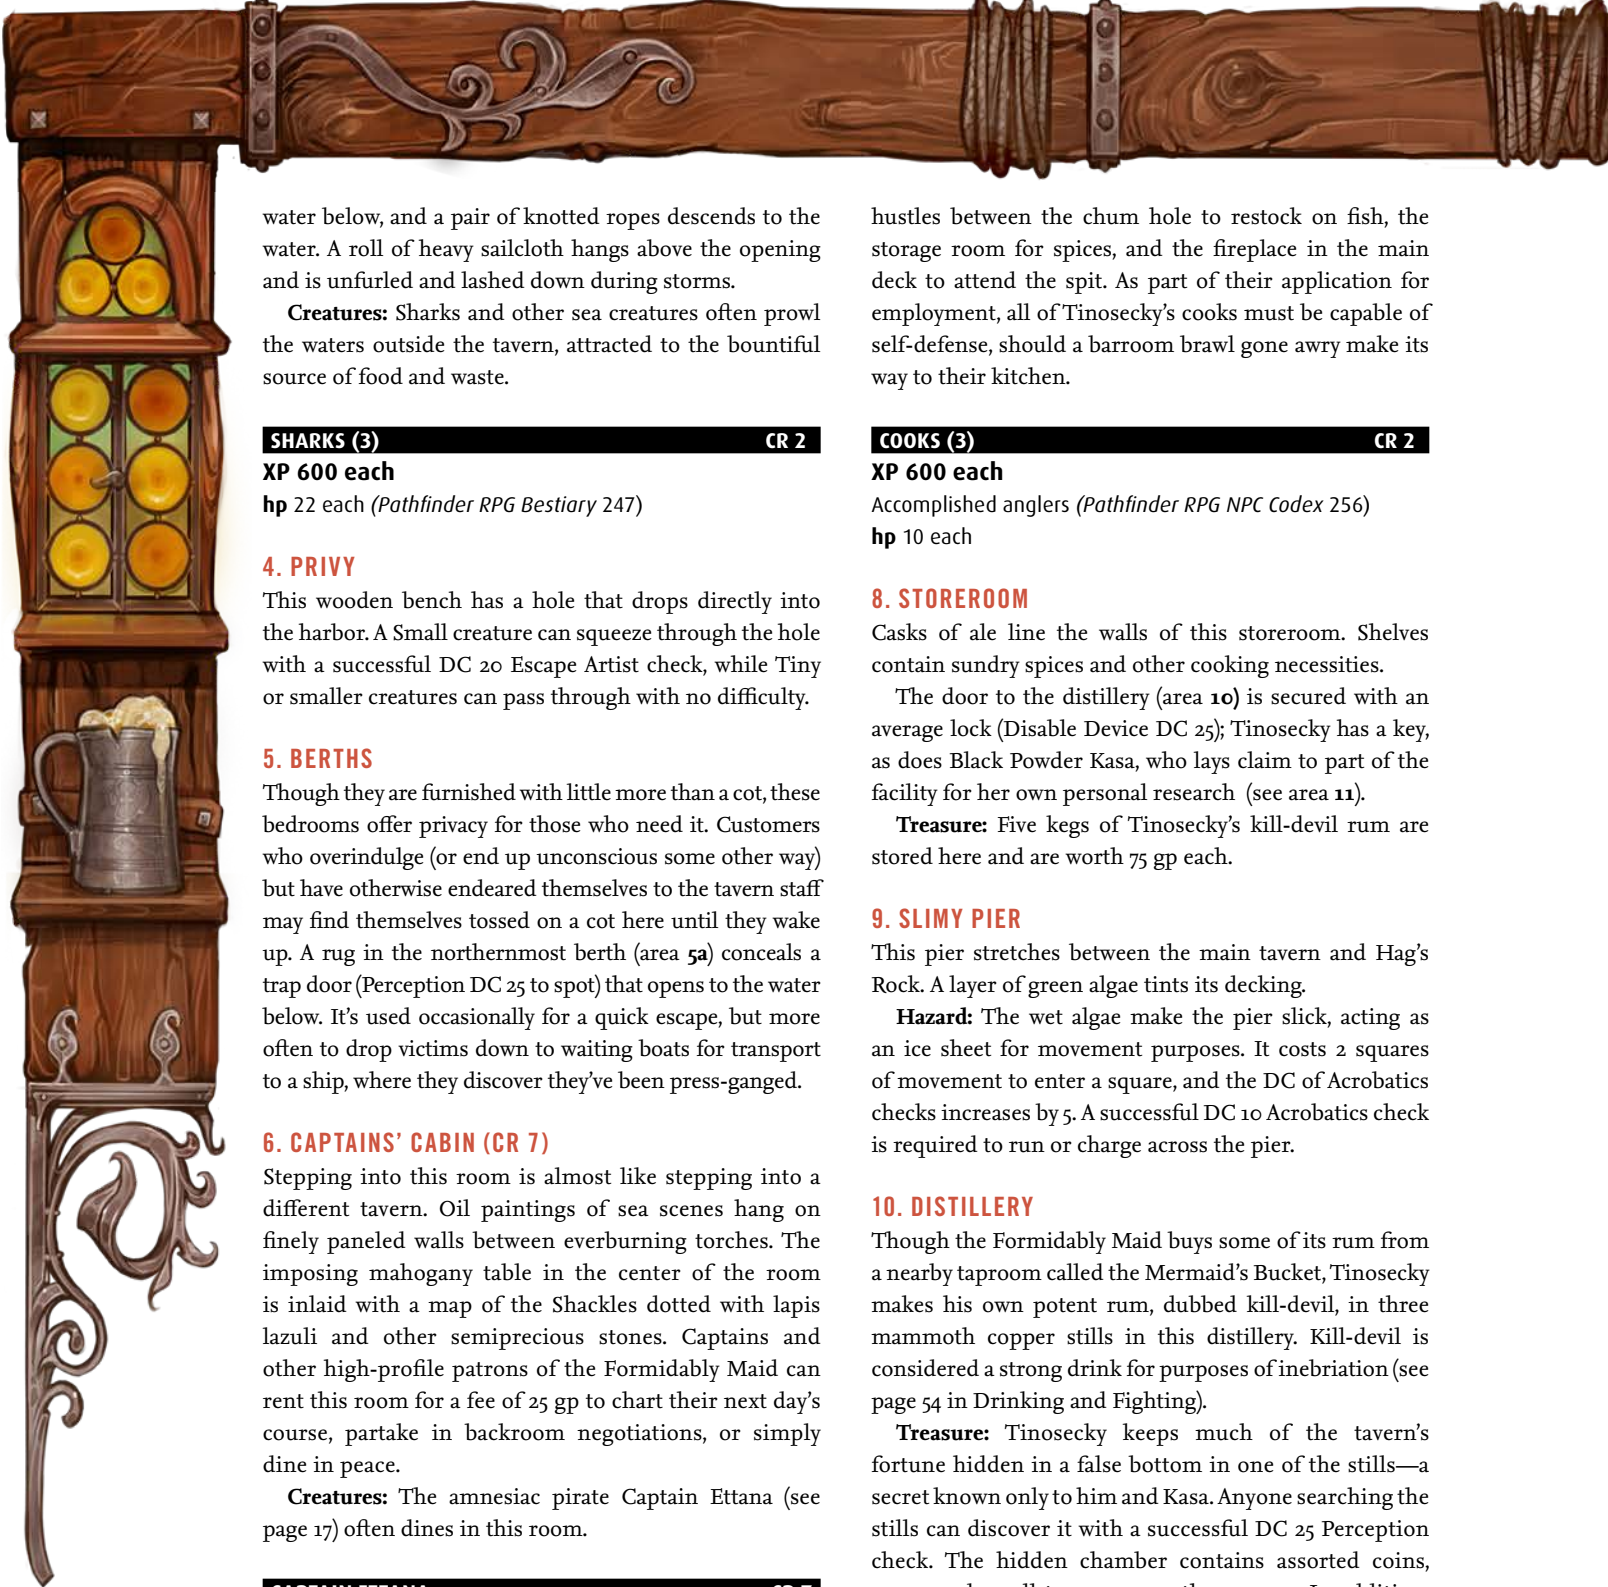 water below, and a pair of knotted ropes descends to the
water. A roll of heavy sailcloth hangs above the opening
and is unfurled and lashed down during storms.
Creatures: Sharks and other sea creatures often prowl
the waters outside the tavern, attracted to the bountiful
source of food and waste.
SHARKS (3) CR 2
XP 600 each
hp 22 each (Pathfinder RPG Bestiary 247)
4. PRIVY
This wooden bench has a hole that drops directly into
the harbor. A Small creature can squeeze through the hole
with a successful DC 20 Escape Artist check, while Tiny
or smaller creatures can pass through with no difficulty.
5. BERTHS
Though they are furnished with little more than a cot, these
bedrooms offer privacy for those who need it. Customers
who overindulge (or end up unconscious some other way)
but have otherwise endeared themselves to the tavern staff
may find themselves tossed on a cot here until they wake
up. A rug in the northernmost berth (area 5a) conceals a
trap door (Perception DC 25 to spot) that opens to the water
below. It's used occasionally for a quick escape, but more
often to drop victims down to waiting boats for transport
to a ship, where they discover they've been press-ganged.
6. CAPTAINS' CABIN (CR 7)
Stepping into this room is almost like stepping into a
different tavern. Oil paintings of sea scenes hang on
finely paneled walls between everburning torches. The
imposing mahogany table in the center of the room
is inlaid with a map of the Shackles dotted with lapis
lazuli and other semiprecious stones. Captains and
other high-profile patrons of the Formidably Maid can
rent this room for a fee of 25 gp to chart their next day's
course, partake in backroom negotiations, or simply
dine in peace.
Creatures: The amnesiac pirate Captain Ettana (see
page 17) often dines in this room.
CAPTAIN ETTANA CR 7
hustles between the chum hole to restock on fish, the
storage room for spices, and the fireplace in the main
deck to attend the spit. As part of their application for
employment, all of Tinosecky's cooks must be capable of
self-defense, should a barroom brawl gone awry make its
way to their kitchen.
COOKS (3) CR 2
XP 600 each
Accomplished anglers (Pathfinder RPG NPC Codex 256)
hp 10 each
8. STOREROOM
Casks of ale line the walls of this storeroom. Shelves
contain sundry spices and other cooking necessities.
The door to the distillery (area 10) is secured with an
average lock (Disable Device DC 25); Tinosecky has a key,
as does Black Powder Kasa, who lays claim to part of the
facility for her own personal research (see area 11).
Treasure: Five kegs of Tinosecky's kill-devil rum are
stored here and are worth 75 gp each.
9. SLIMY PIER
This pier stretches between the main tavern and Hag's
Rock. A layer of green algae tints its decking.
Hazard: The wet algae make the pier slick, acting as
an ice sheet for movement purposes. It costs 2 squares
of movement to enter a square, and the DC of Acrobatics
checks increases by 5. A successful DC 10 Acrobatics check
is required to run or charge across the pier.
10. DISTILLERY
Though the Formidably Maid buys some of its rum from
a nearby taproom called the Mermaid's Bucket, Tinosecky
makes his own potent rum, dubbed kill-devil, in three
mammoth copper stills in this distillery. Kill-devil is
considered a strong drink for purposes of inebriation (see
page 54 in Drinking and Fighting).
Treasure: Tinosecky keeps much of the tavern's
fortune hidden in a false bottom in one of the stills—a
secret known only to him and Kasa. Anyone searching the
stills can discover it with a successful DC 25 Perception
check. The hidden chamber contains assorted coins,